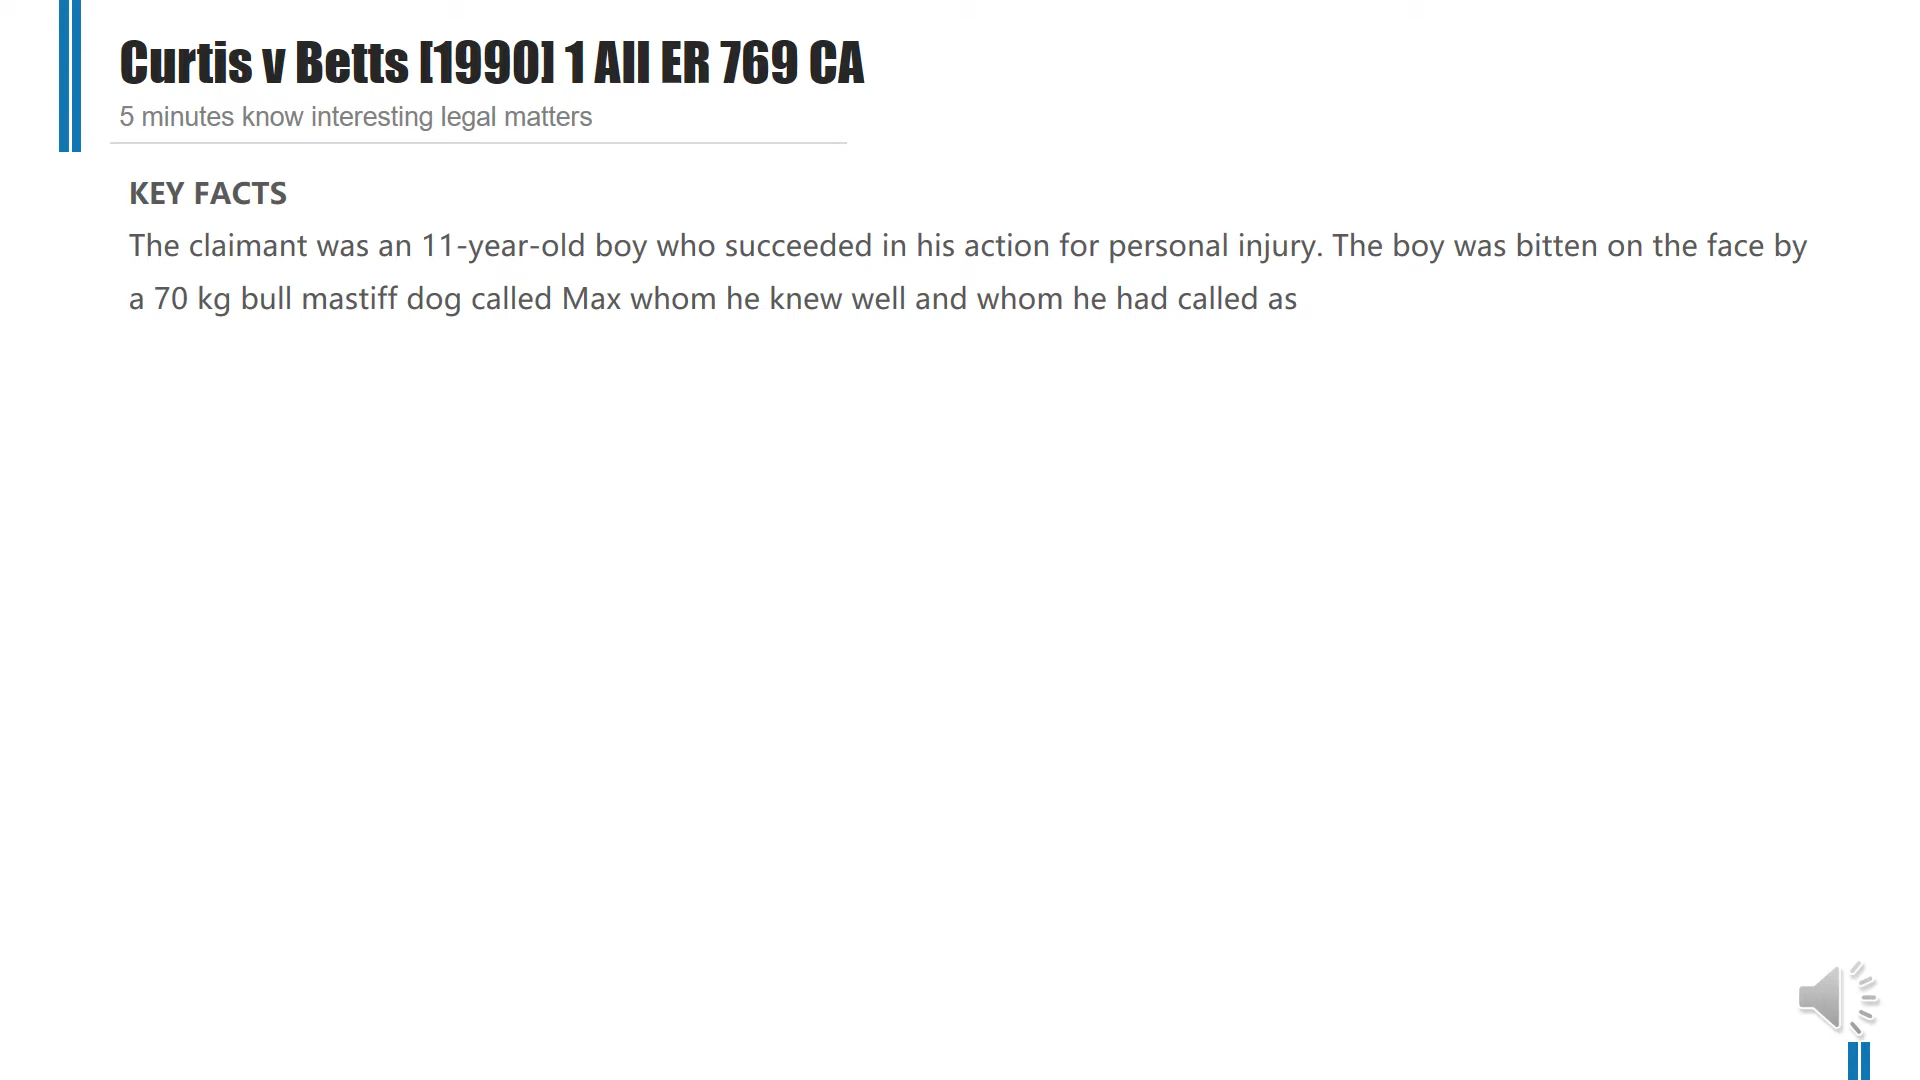 Curtis v Betts [1990] 1 All ER 769 CA
5 minutes know interesting legal matters
KEY FACTS
The claimant was an 11-year-old boy who succeeded in his action for personal injury. The boy was bitten on the face by
a 70 kg bull mastiff dog called Max whom he knew well and whom he had called as